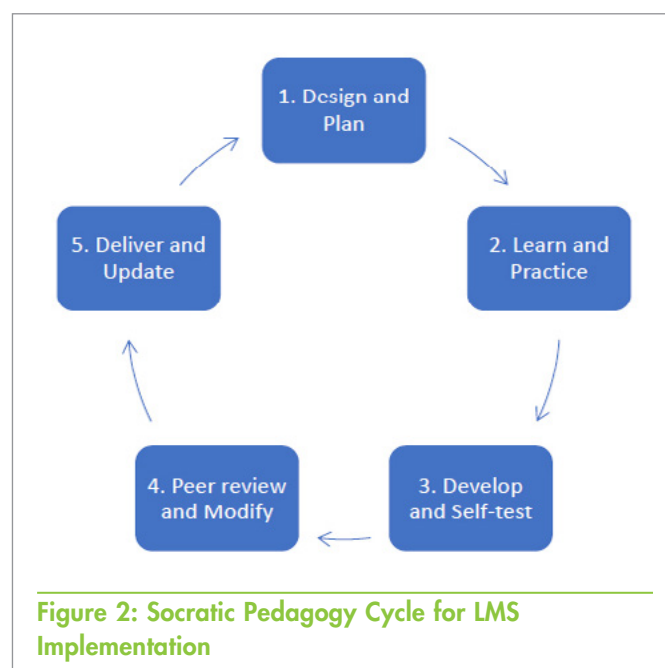 1. Design and
Plan
2. Learn and
Practice
3. Develop
and Self-test
4. Peer review
and Modify
5. Deliver and
Update
Figure 2: Socratic Pedagogy Cycle for LMS
Implementation